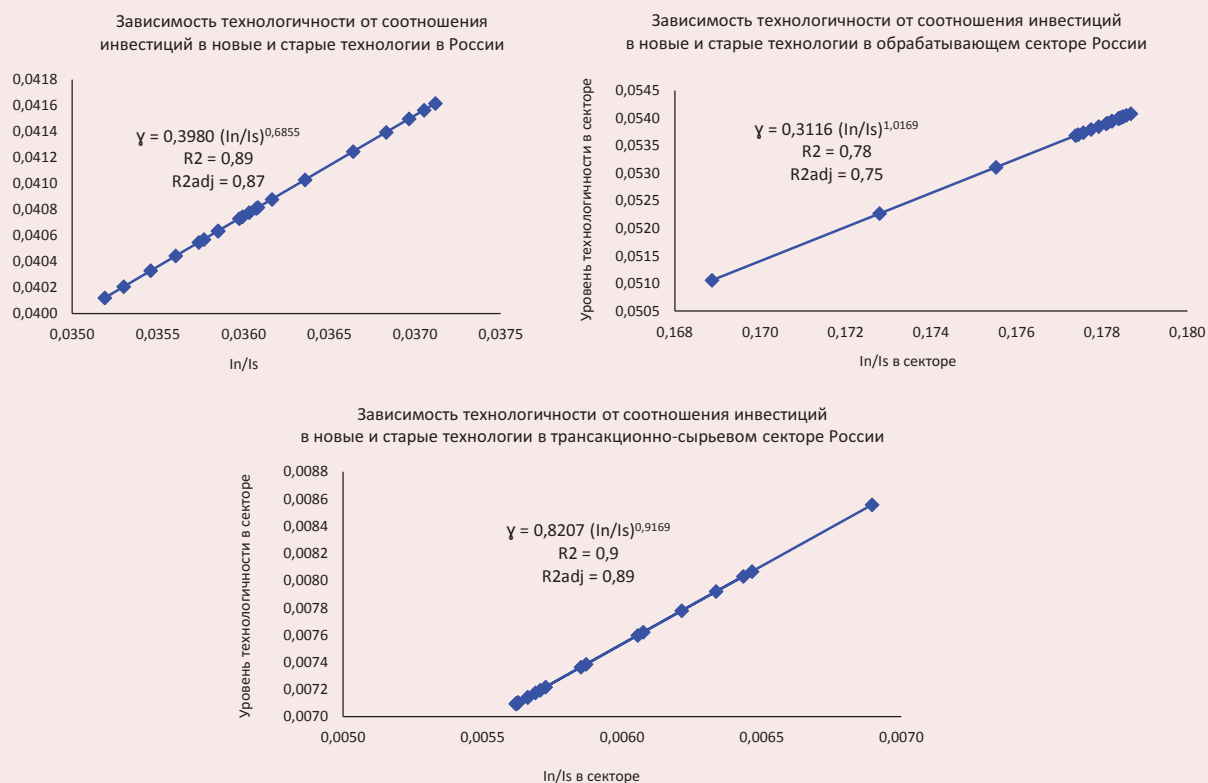 Зависимость технологичности от соотношения
инвестиций в новые и старые технологии в России
0,0418
0,0416
0,0414
0,0412
0,0410
0,0408
0,0406
0,0404
0,0402
0,0400
ɣ = 0,3980 (In/Is)^0,6855
R2 = 0,89
R2adj = 0,87
0,0350 0,0355 0,0360 0,0365 0,0370 0,0375
In/Is
Зависимость технологичности от соотношения инвестиций
в новые и старые технологии в обрабатывающем секторе России
Уровень технологичности в секторе
0,0545
0,0540
0,0535
0,0530
0,0525
0,0520
0,0515
0,0510
0,0505
ɣ = 0,3116 (In/Is)^1,0169
R2 = 0,78
R2adj = 0,75
0,168 0,170 0,172 0,174 0,176 0,178 0,180
In/Is в секторе
Зависимость технологичности от соотношения инвестиций
в новые и старые технологии в трансакционно-сырьевом секторе России
Уровень технологичности в секторе
0,0088
0,0086
0,0084
0,0082
0,0080
0,0078
0,0076
0,0074
0,0072
0,0070
ɣ = 0,8207 (In/Is)^0,9169
R2 = 0,9
R2adj = 0,89
0,0050 0,0055 0,0060 0,0065 0,0070
In/Is в секторе